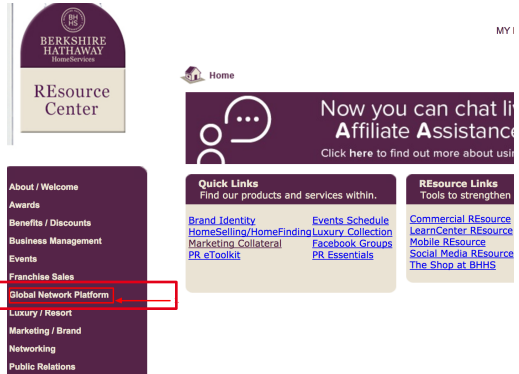 BH
HS
BERKSHIRE
HATHAWAY
HomeServices
REsource
Center
MY
Home
Now you can chat
Affiliate Assistance
Click here to find out more about
About / Welcome
Awards
Benefits / Discounts
Business Management
Events
Franchise Sales
Global Network Platform
Luxury / Resort
Marketing / Brand
Networking
Public Relations
Quick Links
Find our products and services within.
Brand Identity
HomeSelling/HomeFinding
Marketing Collateral
PR eToolkit
Events Schedule
Luxury Collection
Facebook Groups
PR Essentials
REsource Links
Tools to strengthen
Commercial REsource
LearnCenter REsource
Mobile REsource
Social Media REsource
The Shop at BHHS